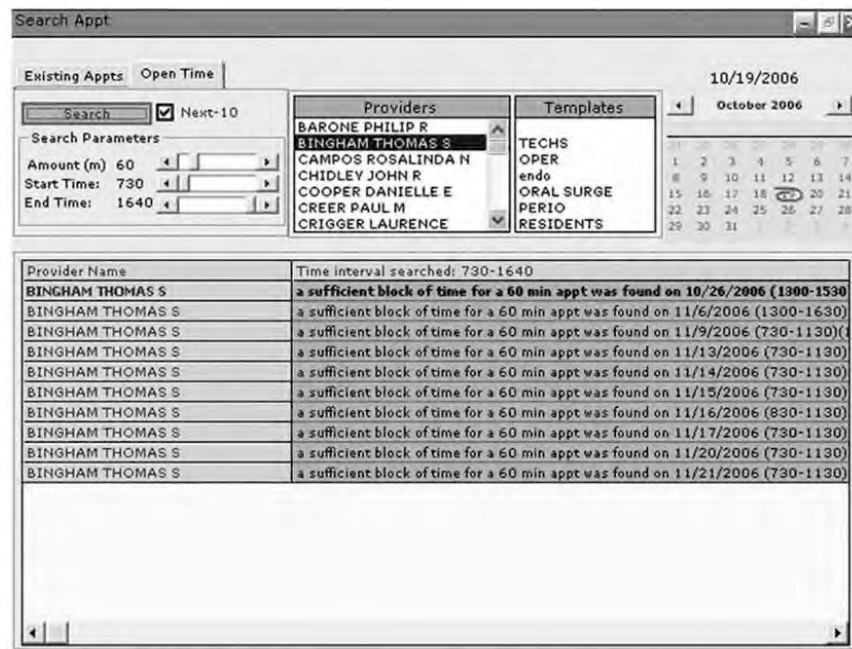 Search Appt
Existing Appts Open Time
10/19/2006
Search Next-10
October 2006
Search Parameters
Amount (m) 60
Start Time: 730
End Time: 1640
Providers
BARONE PHILIP R
BINGHAM THOMAS S
CAMPOS ROSALINDA N
CHIDLEY JOHN R
COOPER DANIELLE E
CREER PAUL M
CRIGGER LAURENCE
Templates
TECHS
OPER
endo
ORAL SURGE
PERIO
RESIDENTS
1 2 3 4 5 6 7
8 9 10 11 12 13 14
15 16 17 18 19 20 21
22 23 24 25 26 27 28
29 30 31
Provider Name Time interval searched: 730-1640
BINGHAM THOMAS S a sufficient block of time for a 60 min appt was found on 10/26/2006 (1300-1530
BINGHAM THOMAS S a sufficient block of time for a 60 min appt was found on 11/6/2006 (1300-1630)
BINGHAM THOMAS S a sufficient block of time for a 60 min appt was found on 11/9/2006 (730-1130)(1
BINGHAM THOMAS S a sufficient block of time for a 60 min appt was found on 11/13/2006 (730-1130)
BINGHAM THOMAS S a sufficient block of time for a 60 min appt was found on 11/14/2006 (730-1130)
BINGHAM THOMAS S a sufficient block of time for a 60 min appt was found on 11/15/2006 (730-1130)
BINGHAM THOMAS S a sufficient block of time for a 60 min appt was found on 11/16/2006 (830-1130)
BINGHAM THOMAS S a sufficient block of time for a 60 min appt was found on 11/17/2006 (730-1130)
BINGHAM THOMAS S a sufficient block of time for a 60 min appt was found on 11/20/2006 (730-1130)
BINGHAM THOMAS S a sufficient block of time for a 60 min appt was found on 11/21/2006 (730-1130)